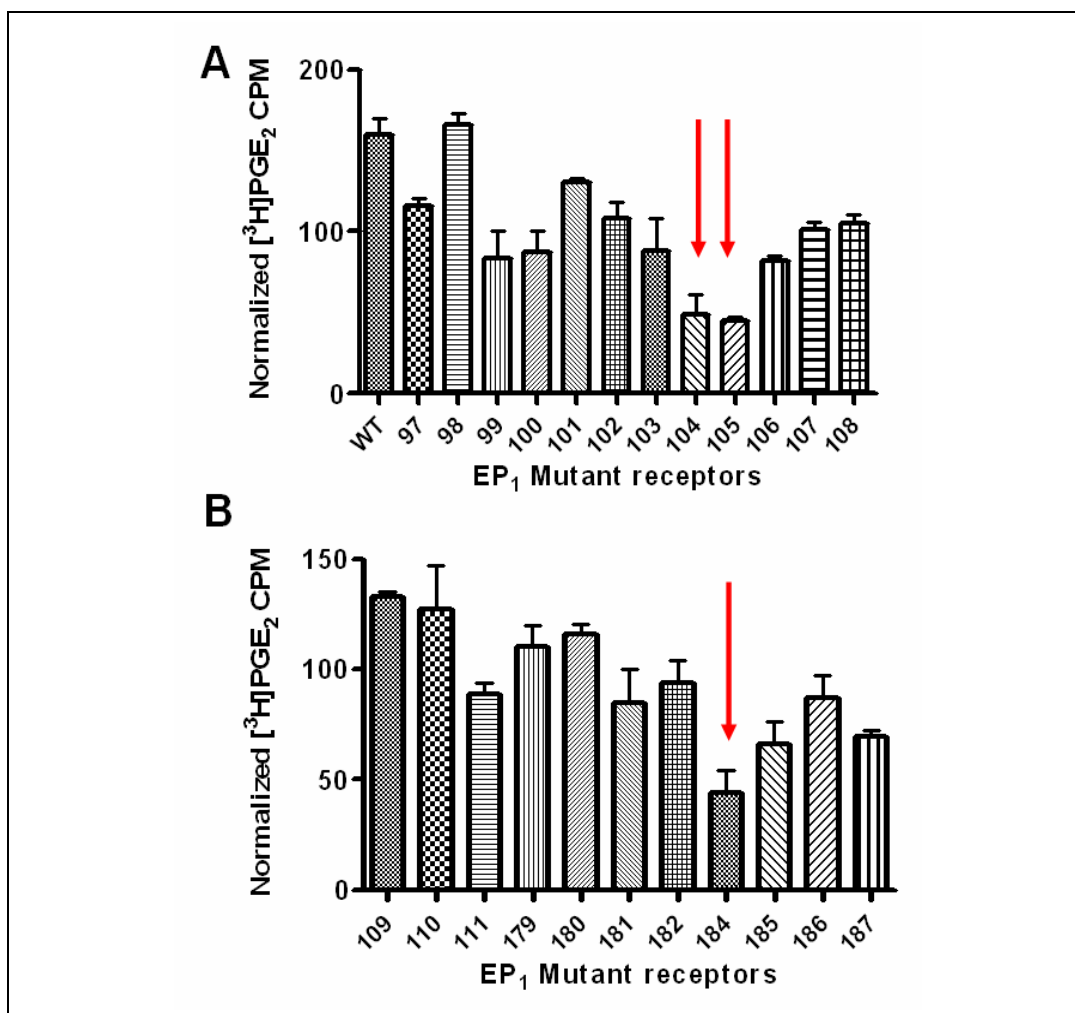 A
Normalized [³H]PGE₂ CPM
200
100
0
WT 97 98 99 100 101 102 103 104 105 106 107 108
EP₁ Mutant receptors
B
Normalized [³H]PGE₂ CPM
150
100
50
0
109 110 111 179 180 181 182 184 185 186 187
EP₁ Mutant receptors